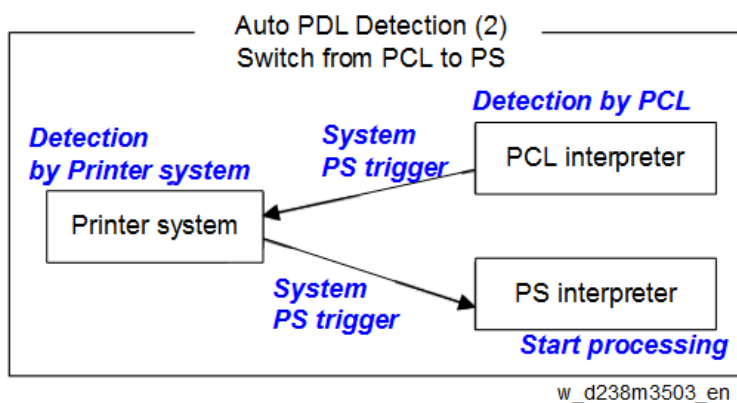 Auto PDL Detection (2)
Switch from PCL to PS
Detection by PCL
Detection
by Printer system
System
PS trigger
PCL interpreter
Printer system
System
PS trigger
PS interpreter
Start processing
w_d238m3503_en